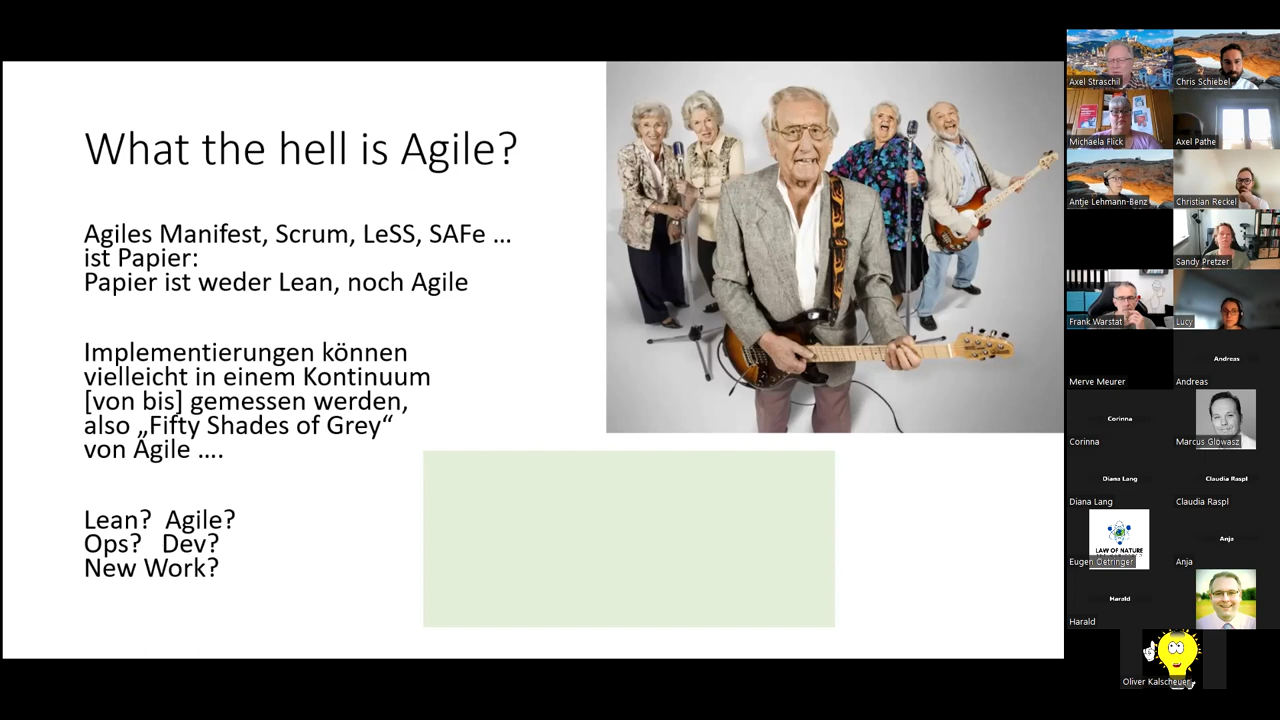 What the hell is Agile?
Agiles Manifest, Scrum, LeSS, SAFe ...
ist Papier:
Papier ist weder Lean, noch Agile
Implementierungen können
vielleicht in einem Kontinuum
[von bis] gemessen werden,
also „Fifty Shades of Grey“
von Agile ....
Lean? Agile?
Ops? Dev?
New Work?
Axel Straschil
Chris Schiebel
Michaela Flick
Axel Pathe
Antje Lehmann-Benz
Christian Reckel
Sandy Pretzer
Frank Warstat
Lucy
Merve Meurer
Andreas
Andreas
Corinna
Corinna
Marcus Glowasz
Diana Lang
Diana Lang
Claudia Raspl
Claudia Raspl
LAW OF NATURE
Eugen Oetringer
Anja
Anja
Harald
Harald
Oliver Kalscheuer